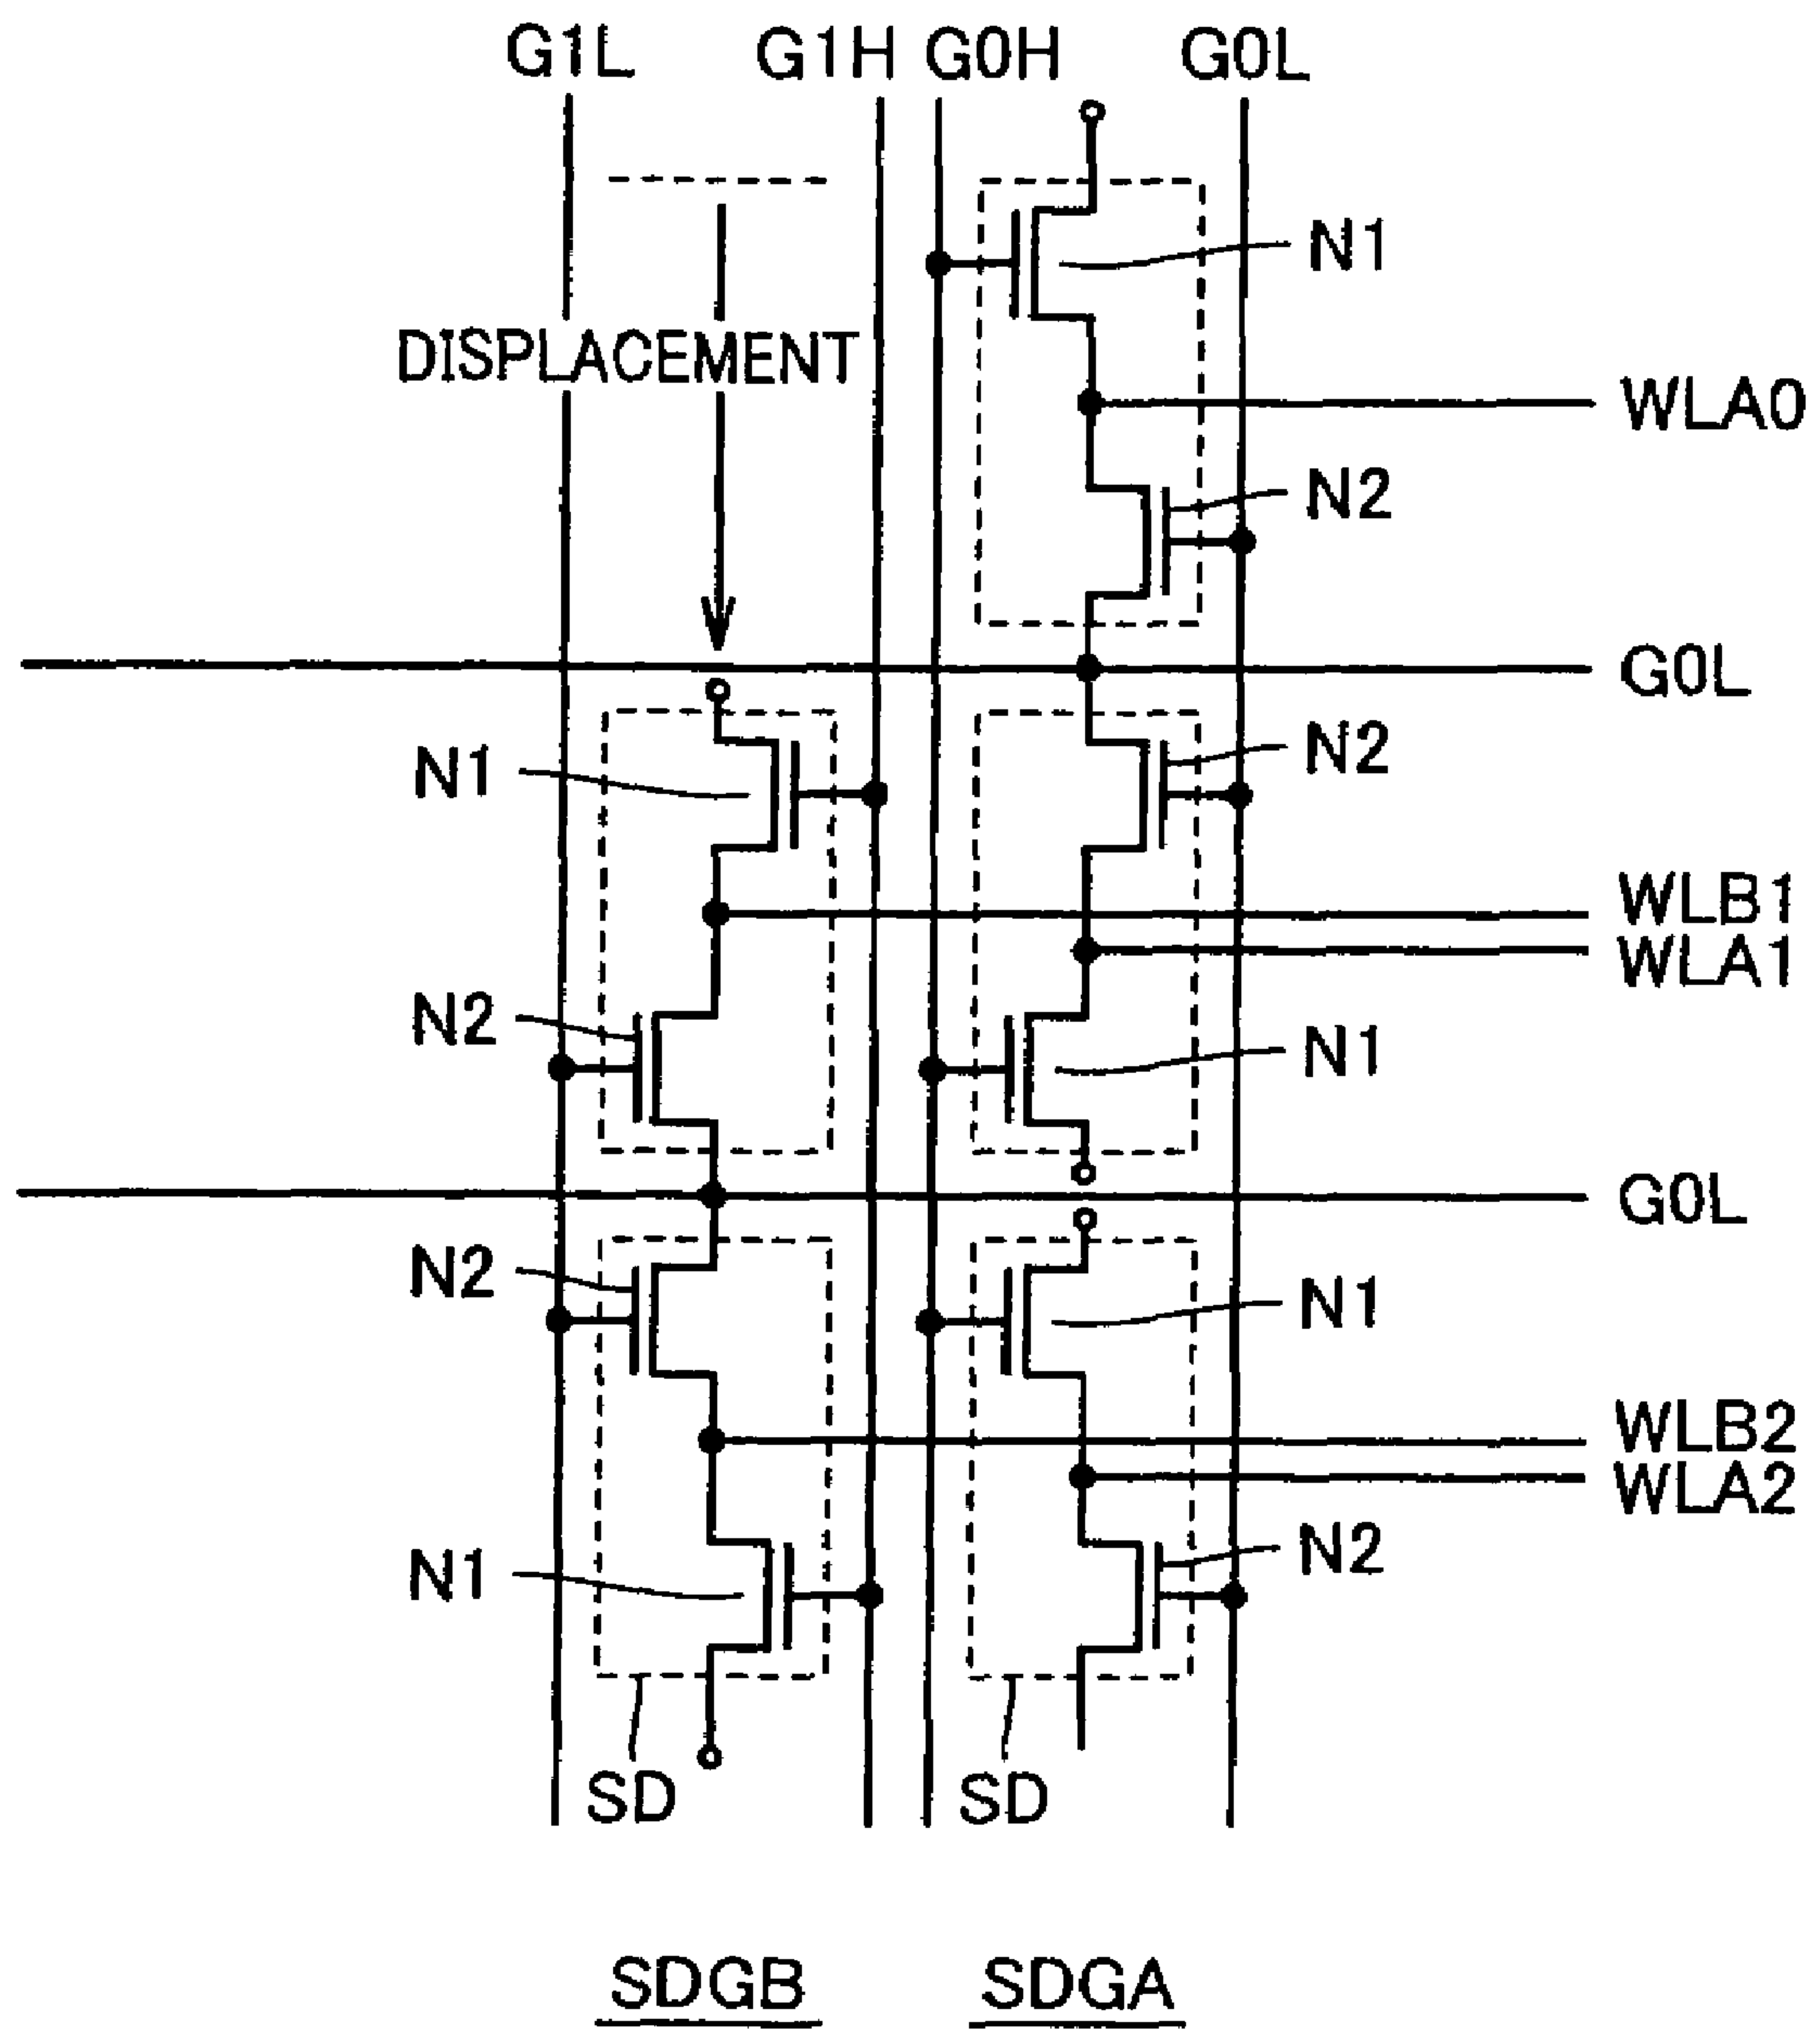 G1L G1H G0H G0L
N1
DISPLACEMENT
WLA0
N2
G0L
N1 N2
WLB1
WLA1
N2 N1
G0L
N2 N1
WLB2
WLA2
N1 N2
SD SD
SDGB SDGA